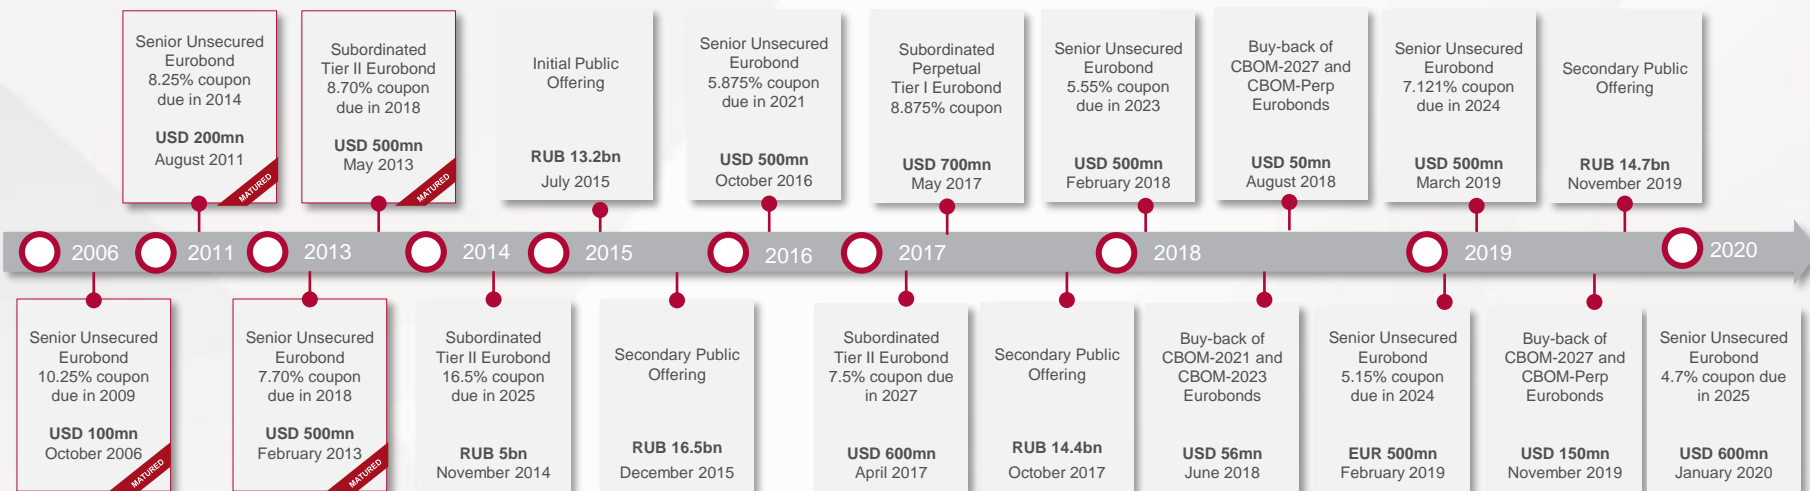 Senior Unsecured
Eurobond
8.25% coupon
due in 2014
USD 200mn
August 2011
MATURED
Subordinated
Tier II Eurobond
8.70% coupon
due in 2018
USD 500mn
May 2013
MATURED
Initial Public
Offering
RUB 13.2bn
July 2015
Senior Unsecured
Eurobond
5.875% coupon
due in 2021
USD 500mn
October 2016
Subordinated
Perpetual
Tier I Eurobond
8.875% coupon
USD 700mn
May 2017
Senior Unsecured
Eurobond
5.55% coupon
due in 2023
USD 500mn
February 2018
Buy-back of
CBOM-2027 and
CBOM-Perp
Eurobonds
USD 50mn
August 2018
Senior Unsecured
Eurobond
7.121% coupon
due in 2024
USD 500mn
March 2019
Secondary Public
Offering
RUB 14.7bn
November 2019
2006
2011
2013
2014
2015
2016
2017
2018
2019
2020
Senior Unsecured
Eurobond
10.25% coupon
due in 2009
USD 100mn
October 2006
MATURED
Senior Unsecured
Eurobond
7.70% coupon
due in 2018
USD 500mn
February 2013
MATURED
Subordinated
Tier II Eurobond
16.5% coupon
due in 2025
RUB 5bn
November 2014
Secondary Public
Offering
RUB 16.5bn
December 2015
Subordinated
Tier II Eurobond
7.5% coupon due
in 2027
USD 600mn
April 2017
Secondary Public
Offering
RUB 14.4bn
October 2017
Buy-back of
CBOM-2021 and
CBOM-2023
Eurobonds
USD 56mn
June 2018
Senior Unsecured
Eurobond
5.15% coupon
due in 2024
EUR 500mn
February 2019
Buy-back of
CBOM-2027 and
CBOM-Perp
Eurobonds
USD 150mn
November 2019
Senior Unsecured
Eurobond
4.7% coupon due
in 2025
USD 600mn
January 2020